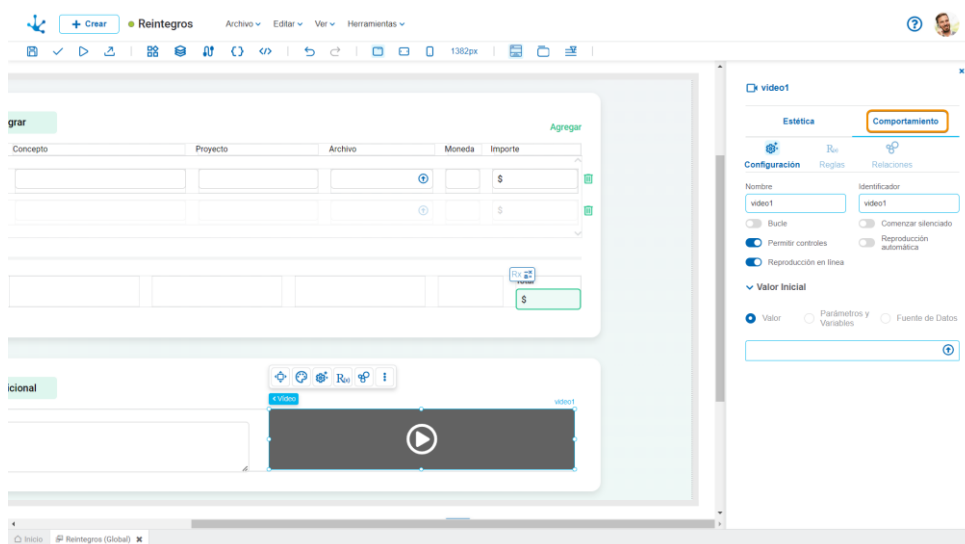 Crear
Reintegros
Archivo
Editar
Ver
Herramientas
?
</>
1382px
video1
Estética
Comportamiento
Configuración
Reglas
Relaciones
Nombre
Identificador
video1
video1
Bucle
Comenzar silenciado
Permitir controles
Reproducción
automática
Reproducción en línea
Valor Inicial
Valor
Parámetros y
Variables
Fuente de Datos
grar
Agregar
Concepto
Proyecto
Archivo
Moneda
Importe
$
$
Rx
Total
$
icional
Video
video1
Inicio
Reintegros (Global)